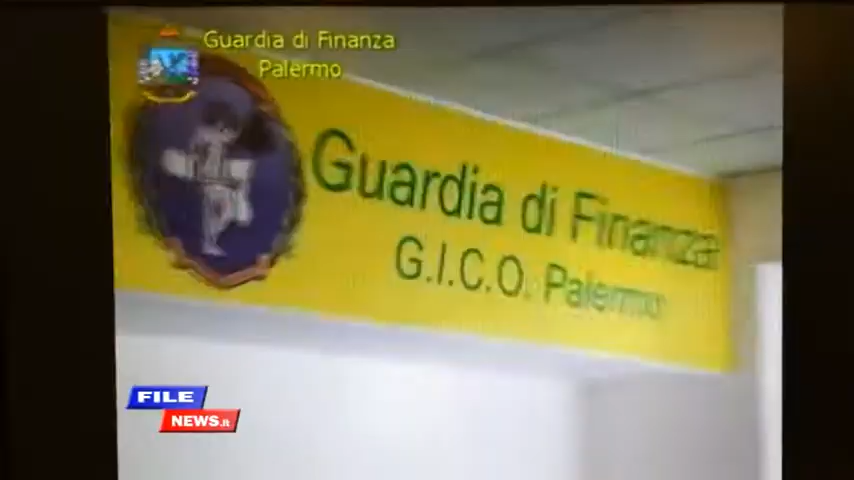 Guardia di Finanza
Palermo
Guardia di Finanza
G.I.C.O. Palermo
FILE
NEWS.it